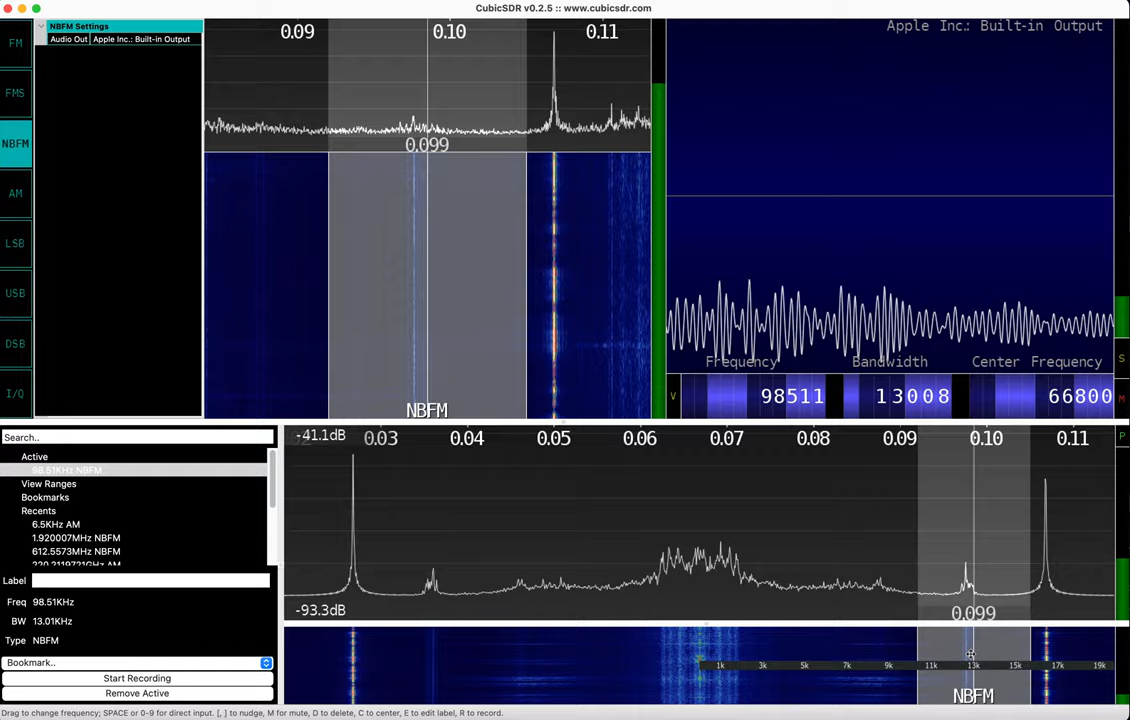 CubicSDR v0.2.5 :: www.cubicsdr.com
FM
FMS
NBFM
AM
LSB
USB
DSB
I/Q
NBFM Settings
Audio Out Apple Inc.: Built-in Output
0.09 0.10 0.11
0.099
NBFM
Apple Inc.: Built-in Output
Frequency Bandwidth Center Frequency
V 98511 13008 66800
S
M
P
Search..
Active
98.51KHz NBFM
View Ranges
Bookmarks
Recents
6.5KHz AM
1.920007MHz NBFM
612.5573MHz NBFM
Label
Freq 98.51KHz
BW 13.01KHz
Type NBFM
Bookmark..
Start Recording
Remove Active
-41.1dB 0.03 0.04 0.05 0.06 0.07 0.08 0.09 0.10 0.11
-93.3dB
0.099
1k 3k 5k 7k 9k 11k 13k 15k 17k 19k
NBFM
Drag to change frequency; SPACE or 0-9 for direct input. [, ] to nudge, M for mute, D to delete, C to center, E to edit label, R to record.